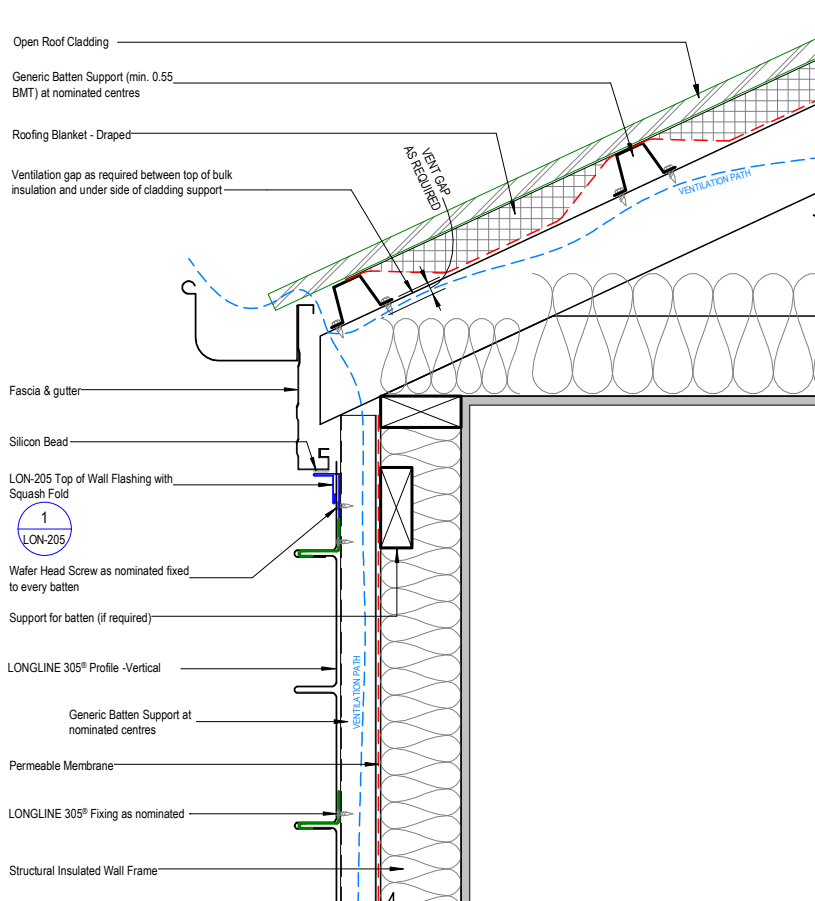 Open Roof Cladding
Generic Batten Support (min. 0.55
BMT) at nominated centres
Roofing Blanket - Draped
Ventilation gap as required between top of bulk
insulation and under side of cladding support
VENT GAP
AS REQUIRED
VENTILATION PATH
Fascia & gutter
Silicon Bead
LON-205 Top of Wall Flashing with
Squash Fold
1
LON-205
Wafer Head Screw as nominated fixed
to every batten
Support for batten (if required)
LONGLINE 305® Profile -Vertical
VENTILATION PATH
Generic Batten Support at
nominated centres
Permeable Membrane
LONGLINE 305® Fixing as nominated
Structural Insulated Wall Frame